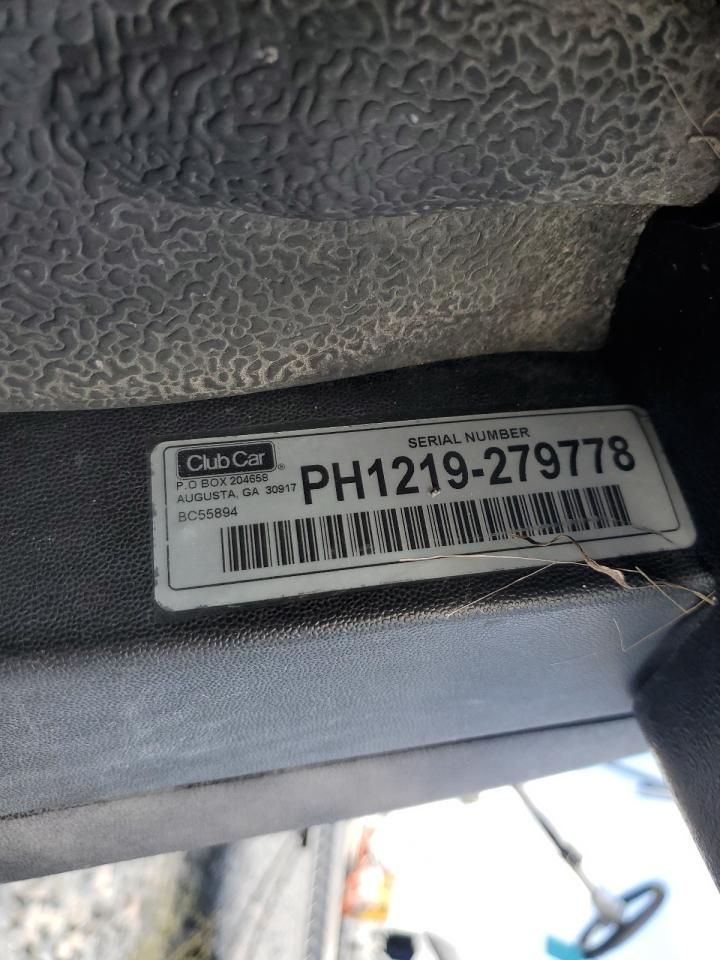 Club Car®
P.O BOX 204658
AUGUSTA, GA 30917
BC55894
SERIAL NUMBER
PH1219-279778